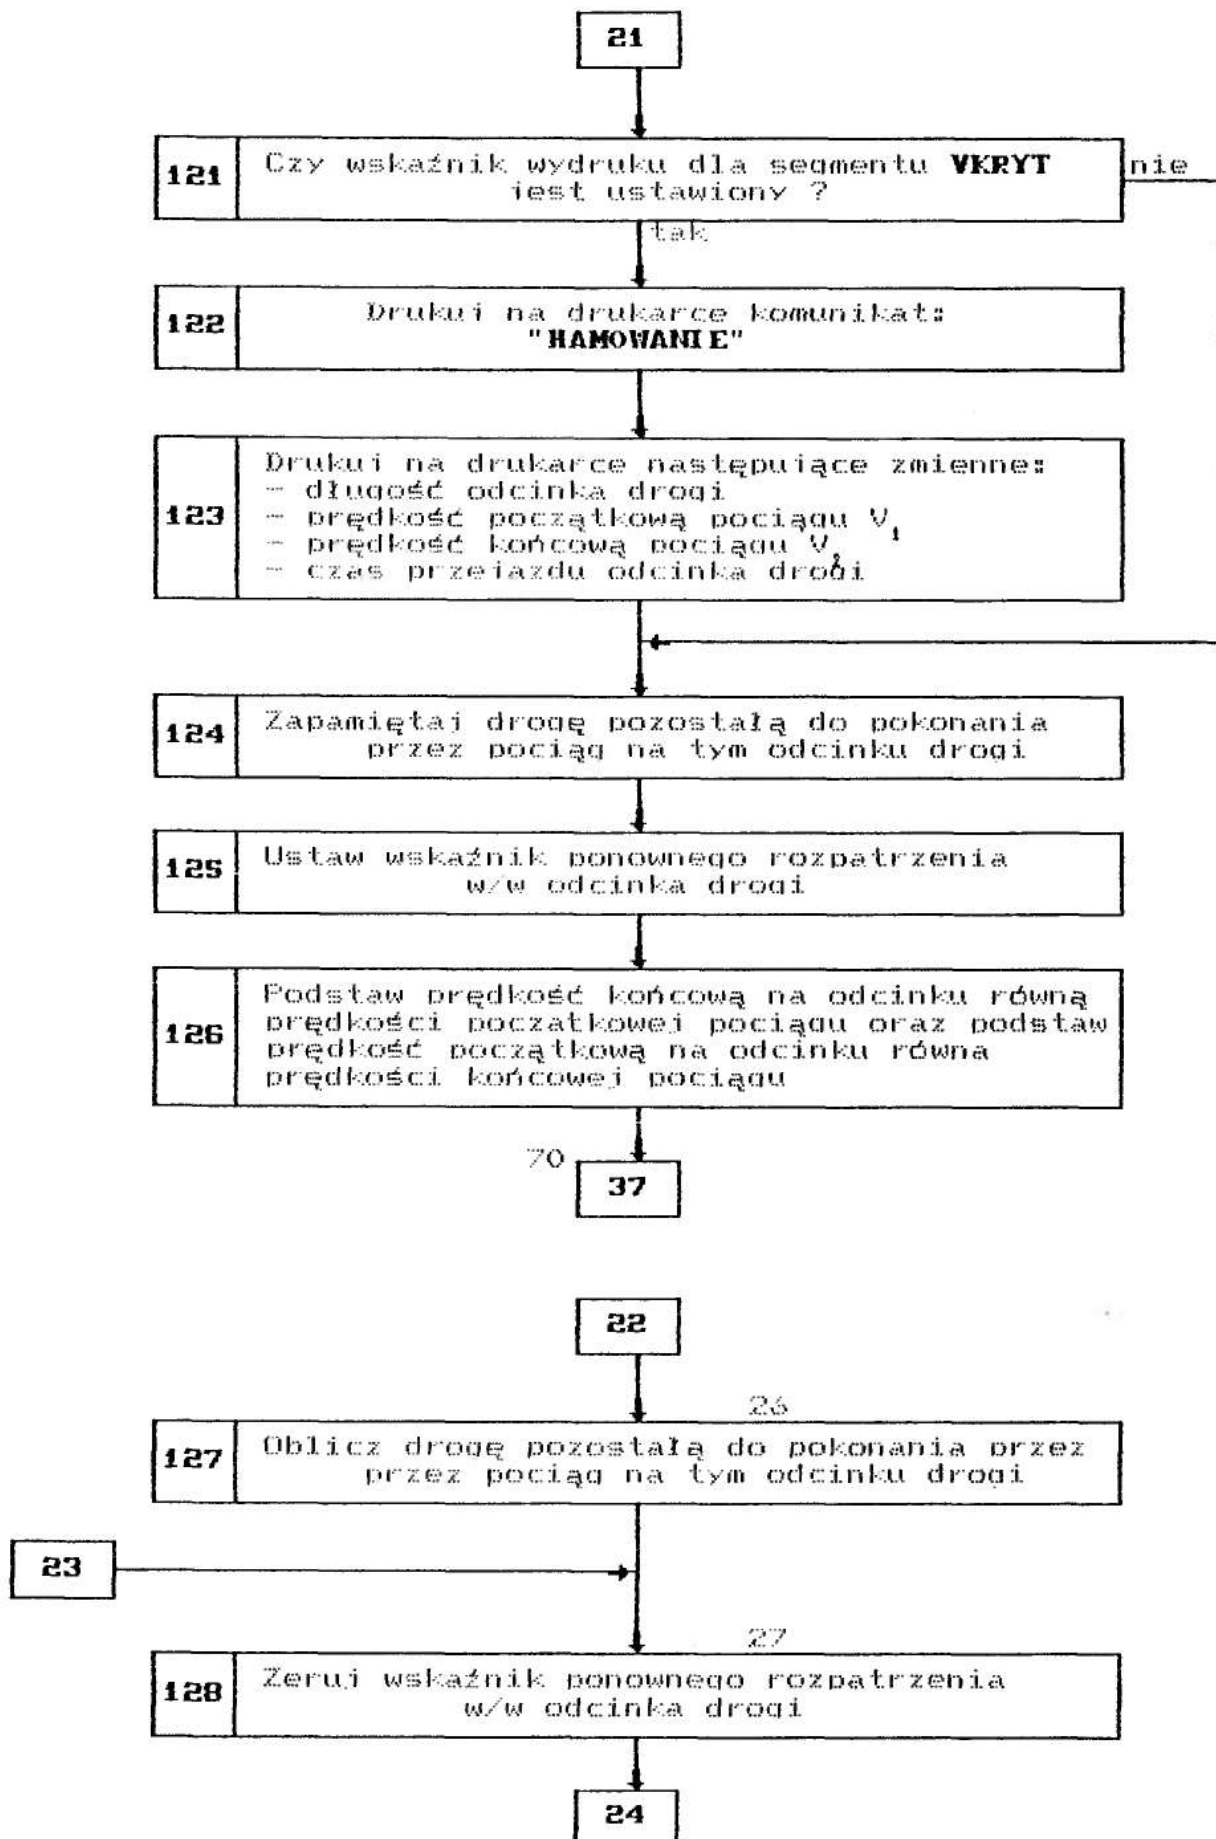 21
121 Czy wskaźnik wydruku dla segmentu VKRYT nie
jest ustawiony ?
tak
122 Drukuj na drukarce komunikat:
"HAMOWANIE"
123 Drukuj na drukarce następujące zmienne:
- długość odcinka drogi
- prędkość początkową pociągu V₁
- prędkość końcową pociągu V₂
- czas przejazdu odcinka drogi
124 Zapamiętaj drogę pozostałą do pokonania
przez pociąg na tym odcinku drogi
125 Ustaw wskaźnik ponownego rozpatrzenia
w/w odcinka drogi
126 Podstaw prędkość końcową na odcinku równą
prędkości poczatkowej pociągu oraz podstaw
prędkość początkową na odcinku równa
prędkości końcowej pociągu
70
37
22
26
127 Oblicz drogę pozostałą do pokonania przez
przez pociąg na tym odcinku drogi
23
27
128 Zeruj wskaźnik ponownego rozpatrzenia
w/w odcinka drogi
24